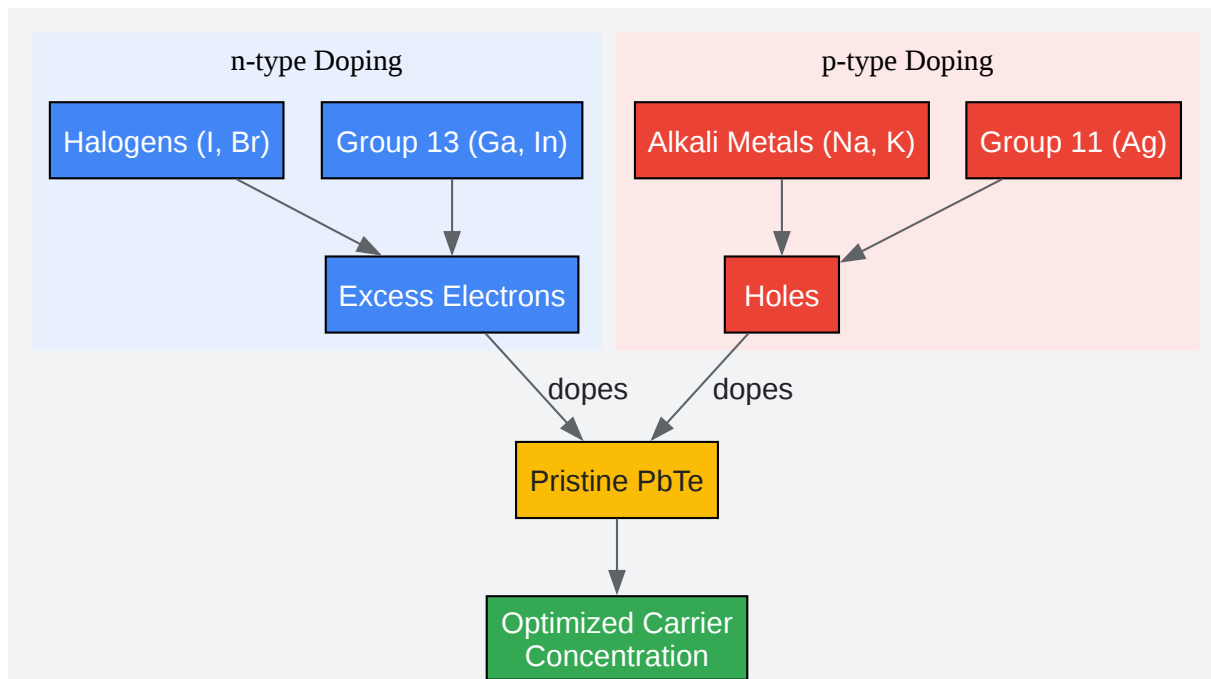 n-type Doping
p-type Doping
Halogens (I, Br)
Group 13 (Ga, In)
Alkali Metals (Na, K)
Group 11 (Ag)
Excess Electrons
Holes
dopes
dopes
Pristine PbTe
Optimized Carrier
Concentration